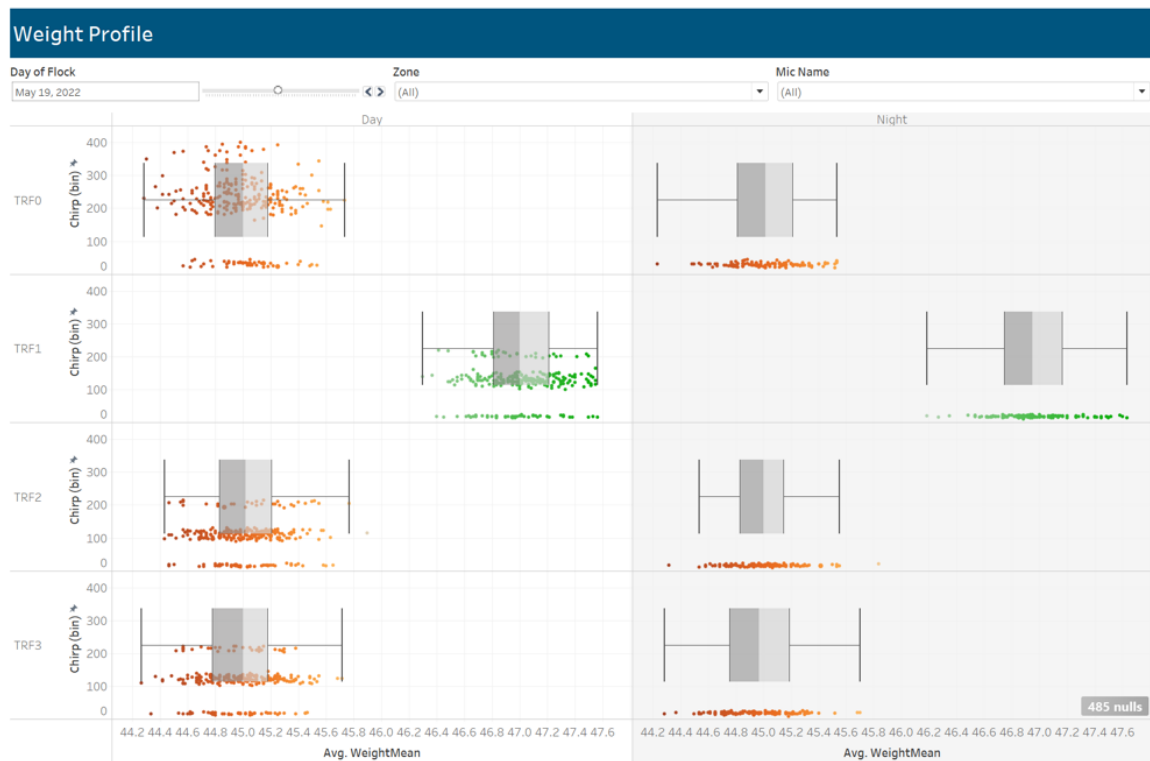 Weight Profile
Day of Flock Zone Mic Name
May 19, 2022 (All) (All)
Day Night
TRF0
Chirp (bin)
400
300
200
100
0
TRF1
Chirp (bin)
400
300
200
100
0
TRF2
Chirp (bin)
400
300
200
100
0
TRF3
Chirp (bin)
400
300
200
100
0
485 nulls
44.2 44.4 44.6 44.8 45.0 45.2 45.4 45.6 45.8 46.0 46.2 46.4 46.6 46.8 47.0 47.2 47.4 47.6 44.2 44.4 44.6 44.8 45.0 45.2 45.4 45.6 45.8 46.0 46.2 46.4 46.6 46.8 47.0 47.2 47.4 47.6
Avg. WeightMean Avg. WeightMean